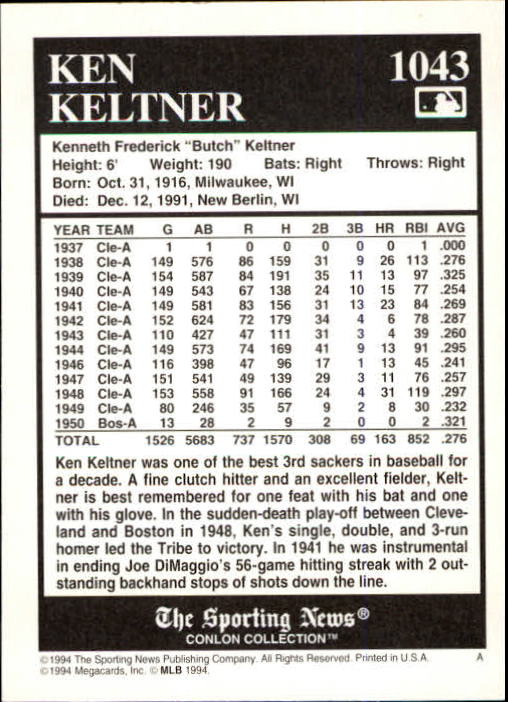 KEN
KELTNER
1043
Kenneth Frederick "Butch" Keltner
Height: 6' Weight: 190 Bats: Right Throws: Right
Born: Oct. 31, 1916, Milwaukee, WI
Died: Dec. 12, 1991, New Berlin, WI
YEAR TEAM G AB R H 2B 3B HR RBI AVG
1937 Cle-A 1 1 0 0 0 0 0 1 .000
1938 Cle-A 149 576 86 159 31 9 26 113 .276
1939 Cle-A 154 587 84 191 35 11 13 97 .325
1940 Cle-A 149 543 67 138 24 10 15 77 .254
1941 Cle-A 149 581 83 156 31 13 23 84 .269
1942 Cle-A 152 624 72 179 34 4 6 78 .287
1943 Cle-A 110 427 47 111 31 3 4 39 .260
1944 Cle-A 149 573 74 169 41 9 13 91 .295
1946 Cle-A 116 398 47 96 17 1 13 45 .241
1947 Cle-A 151 541 49 139 29 3 11 76 .257
1948 Cle-A 153 558 91 166 24 4 31 119 .297
1949 Cle-A 80 246 35 57 9 2 8 30 .232
1950 Bos-A 13 28 2 9 2 0 0 2 .321
TOTAL 1526 5683 737 1570 308 69 163 852 .276
Ken Keltner was one of the best 3rd sackers in baseball for
a decade. A fine clutch hitter and an excellent fielder, Kelt-
ner is best remembered for one feat with his bat and one
with his glove. In the sudden-death play-off between Cleve-
land and Boston in 1948, Ken's single, double, and 3-run
homer led the Tribe to victory. In 1941 he was instrumental
in ending Joe DiMaggio's 56-game hitting streak with 2 out-
standing backhand stops of shots down the line.
The Sporting News®
CONLON COLLECTION™
©1994 The Sporting News Publishing Company. All Rights Reserved. Printed in U.S.A. A
©1994 Megacards, Inc. © MLB 1994.